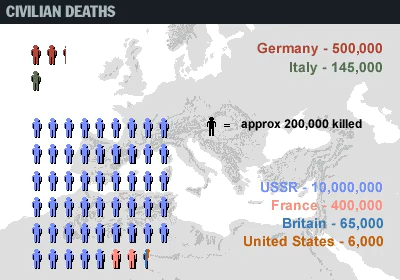 CIVILIAN DEATHS
Germany - 500,000
Italy - 145,000
= approx 200,000 killed
USSR - 10,000,000
France - 400,000
Britain - 65,000
United States - 6,000